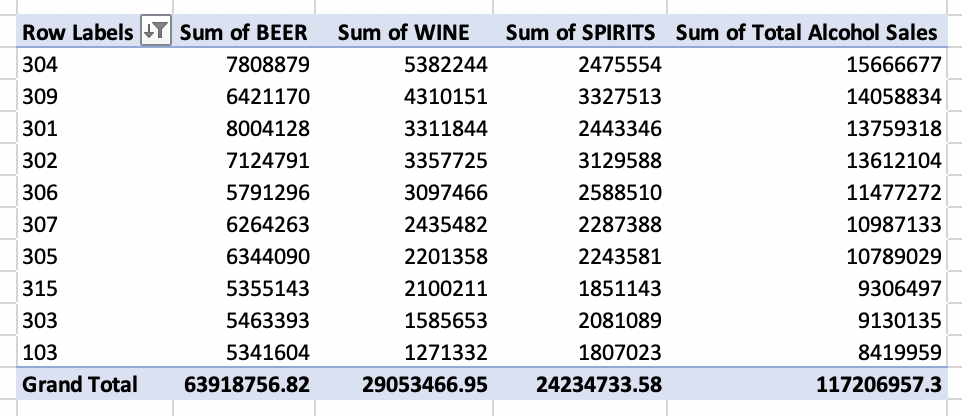 Row Labels Sum of BEER Sum of WINE Sum of SPIRITS Sum of Total Alcohol Sales
304 7808879 5382244 2475554 15666677
309 6421170 4310151 3327513 14058834
301 8004128 3311844 2443346 13759318
302 7124791 3357725 3129588 13612104
306 5791296 3097466 2588510 11477272
307 6264263 2435482 2287388 10987133
305 6344090 2201358 2243581 10789029
315 5355143 2100211 1851143 9306497
303 5463393 1585653 2081089 9130135
103 5341604 1271332 1807023 8419959
Grand Total 63918756.82 29053466.95 24234733.58 117206957.3